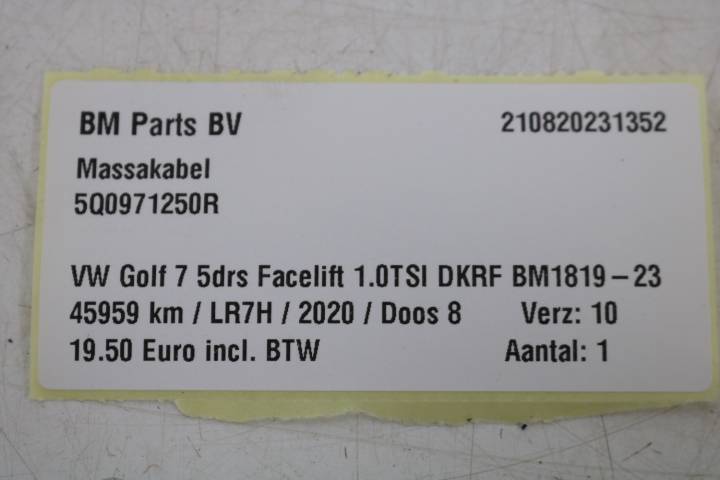 BM Parts BV 210820231352
Massakabel
5Q0971250R
VW Golf 7 5drs Facelift 1.0TSI DKRF BM1819-23
45959 km / LR7H / 2020 / Doos 8 Verz: 10
19.50 Euro incl. BTW Aantal: 1